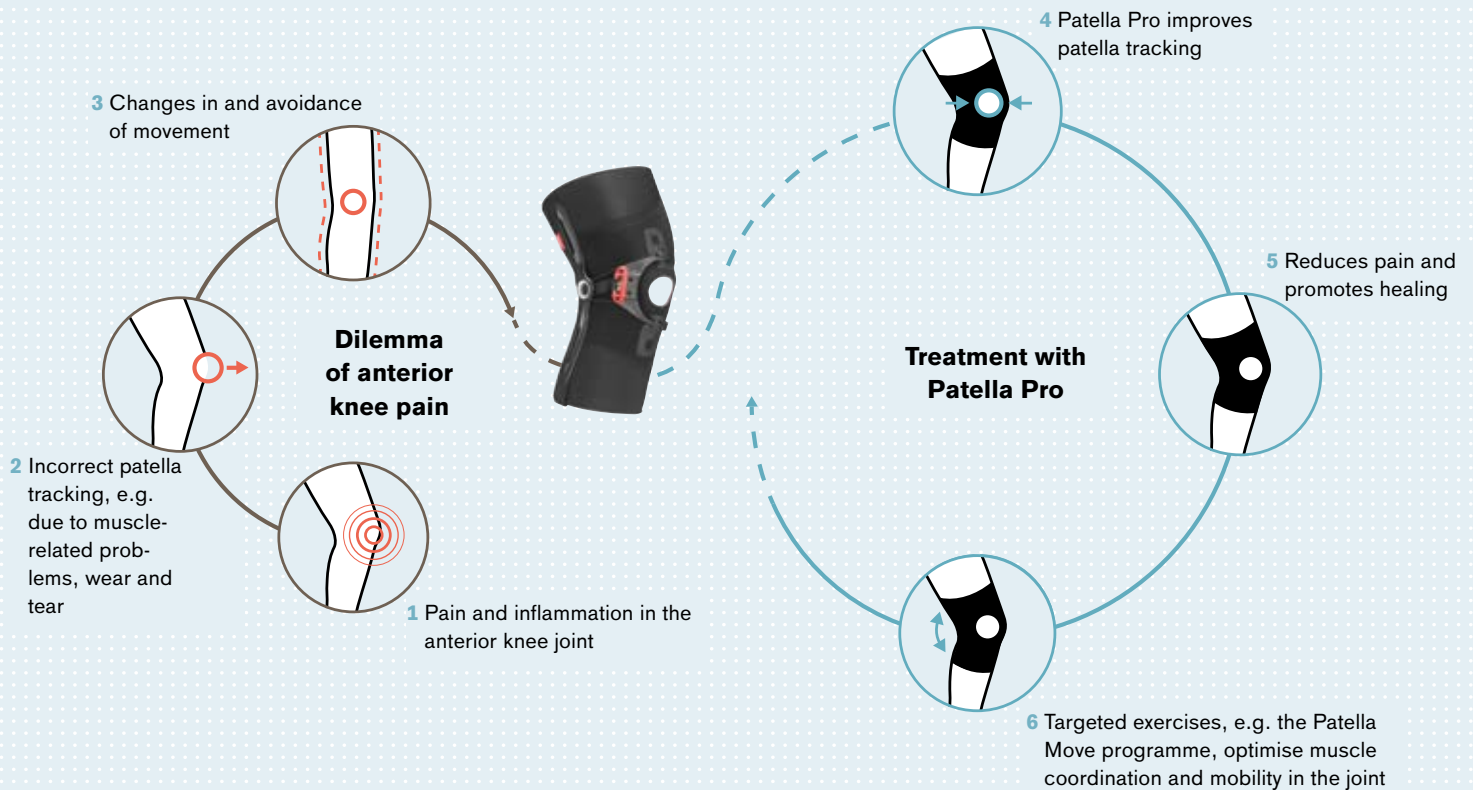 1 Pain and inflammation in the
anterior knee joint
2 Incorrect patella
tracking, e.g.
due to muscle-
related prob-
lems, wear and
tear
3 Changes in and avoidance
of movement
Dilemma
of anterior
knee pain
4 Patella Pro improves
patella tracking
5 Reduces pain and
promotes healing
Treatment with
Patella Pro
6 Targeted exercises, e.g. the Patella
Move programme, optimise muscle
coordination and mobility in the joint